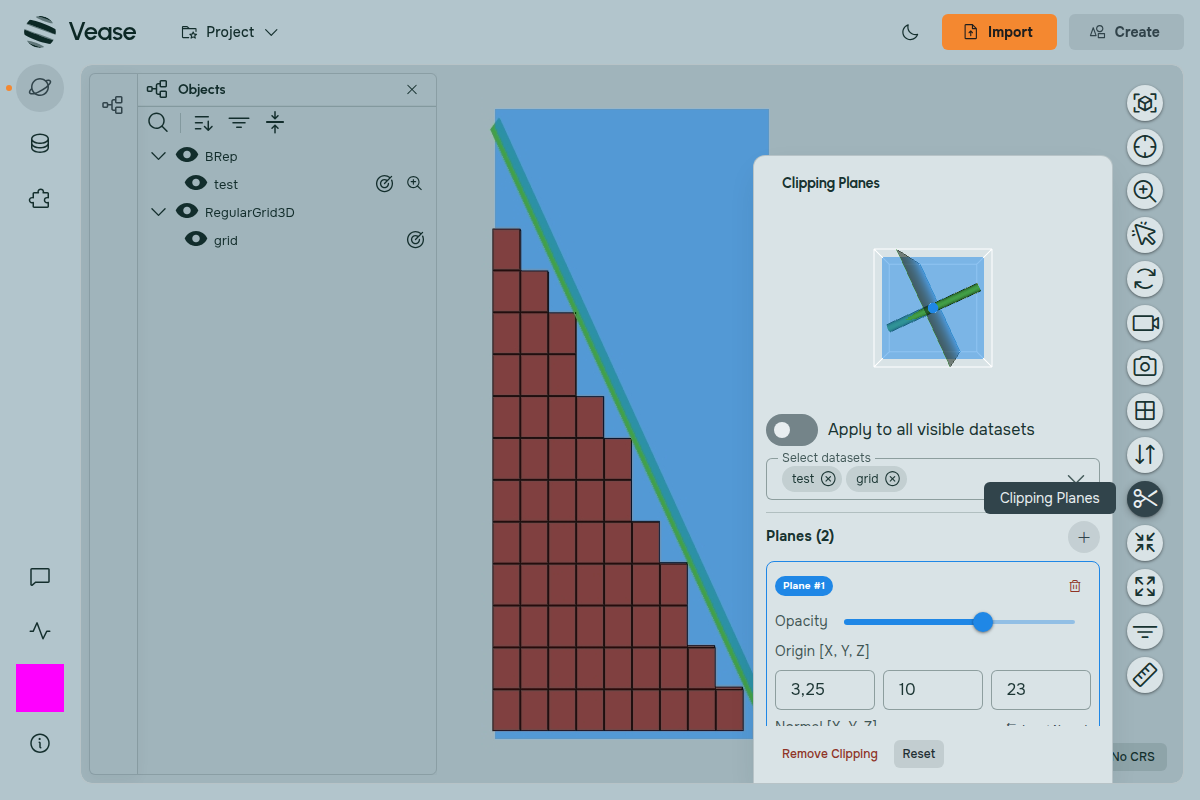 Vease
Project
Import
Create
Objects
BRep
test
RegularGrid3D
grid
Clipping Planes
Apply to all visible datasets
Select datasets
test
grid
Clipping Planes
Planes (2)
Plane #1
Opacity
Origin [X, Y, Z]
3,25
10
23
Normal [X, Y, Z]
Remove Clipping
Reset
No CRS